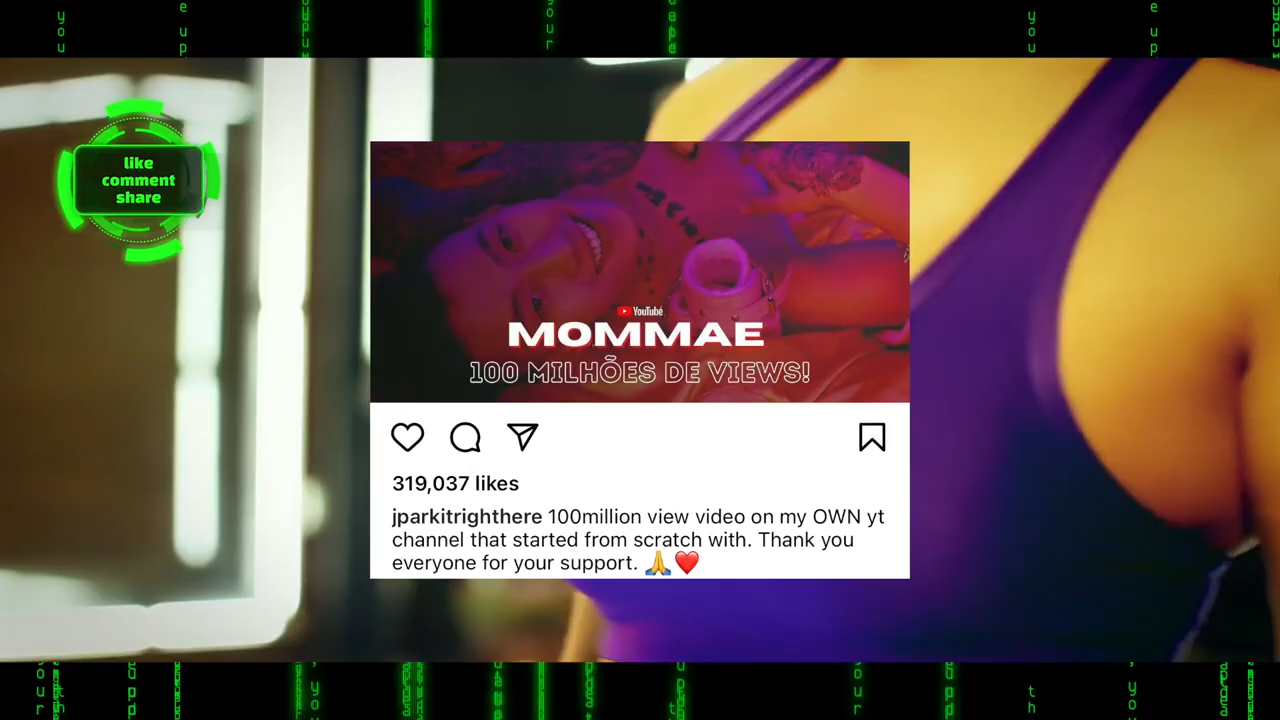 like
comment
share
YouTube
MOMMAE
100 MILHÕES DE VIEWS!
319,037 likes
jparkitrighthere 100million view video on my OWN yt
channel that started from scratch with. Thank you
everyone for your support. 🙏❤️